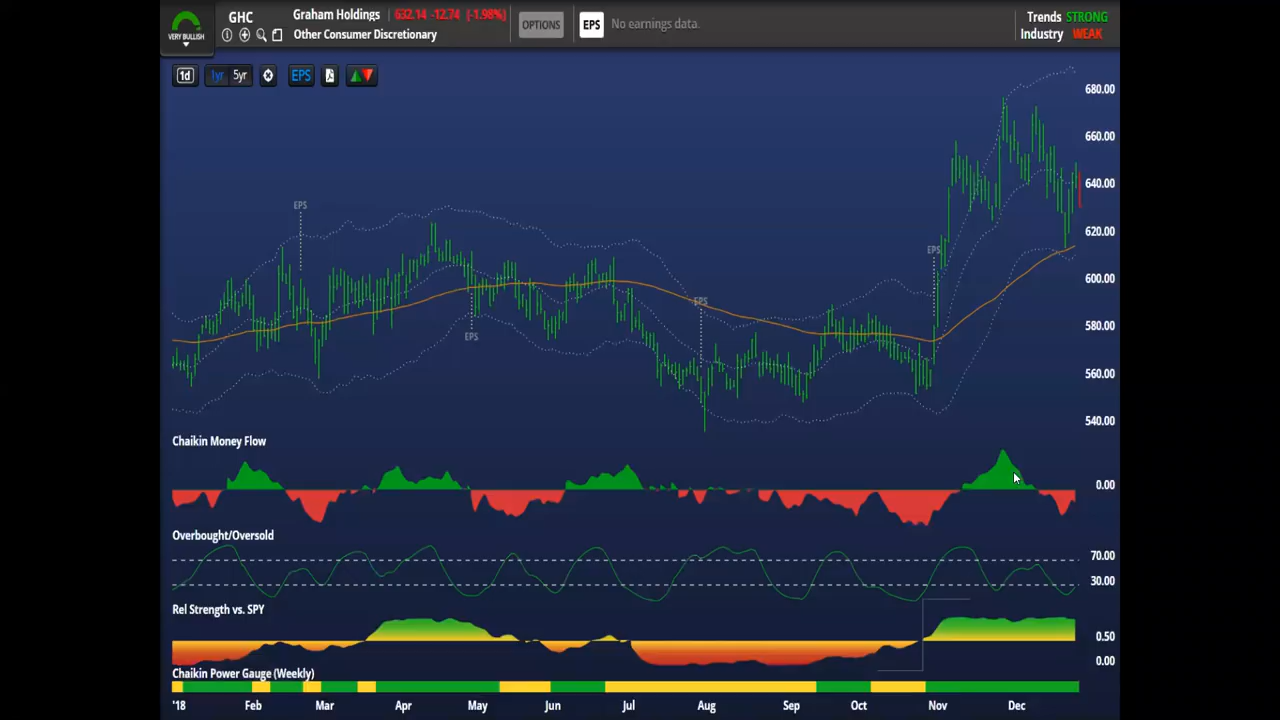 VERY BULLISH
GHC
Graham Holdings
632.14 -12.74 (-1.98%)
Other Consumer Discretionary
OPTIONS
EPS
No earnings data.
Trends STRONG
Industry WEAK
1d
1yr
5yr
EPS
680.00
660.00
640.00
620.00
600.00
580.00
560.00
540.00
EPS
EPS
EPS
EPS
Chaikin Money Flow
0.00
Overbought/Oversold
70.00
30.00
Rel Strength vs. SPY
0.50
0.00
Chaikin Power Gauge (Weekly)
'18 Feb Mar Apr May Jun Jul Aug Sep Oct Nov Dec